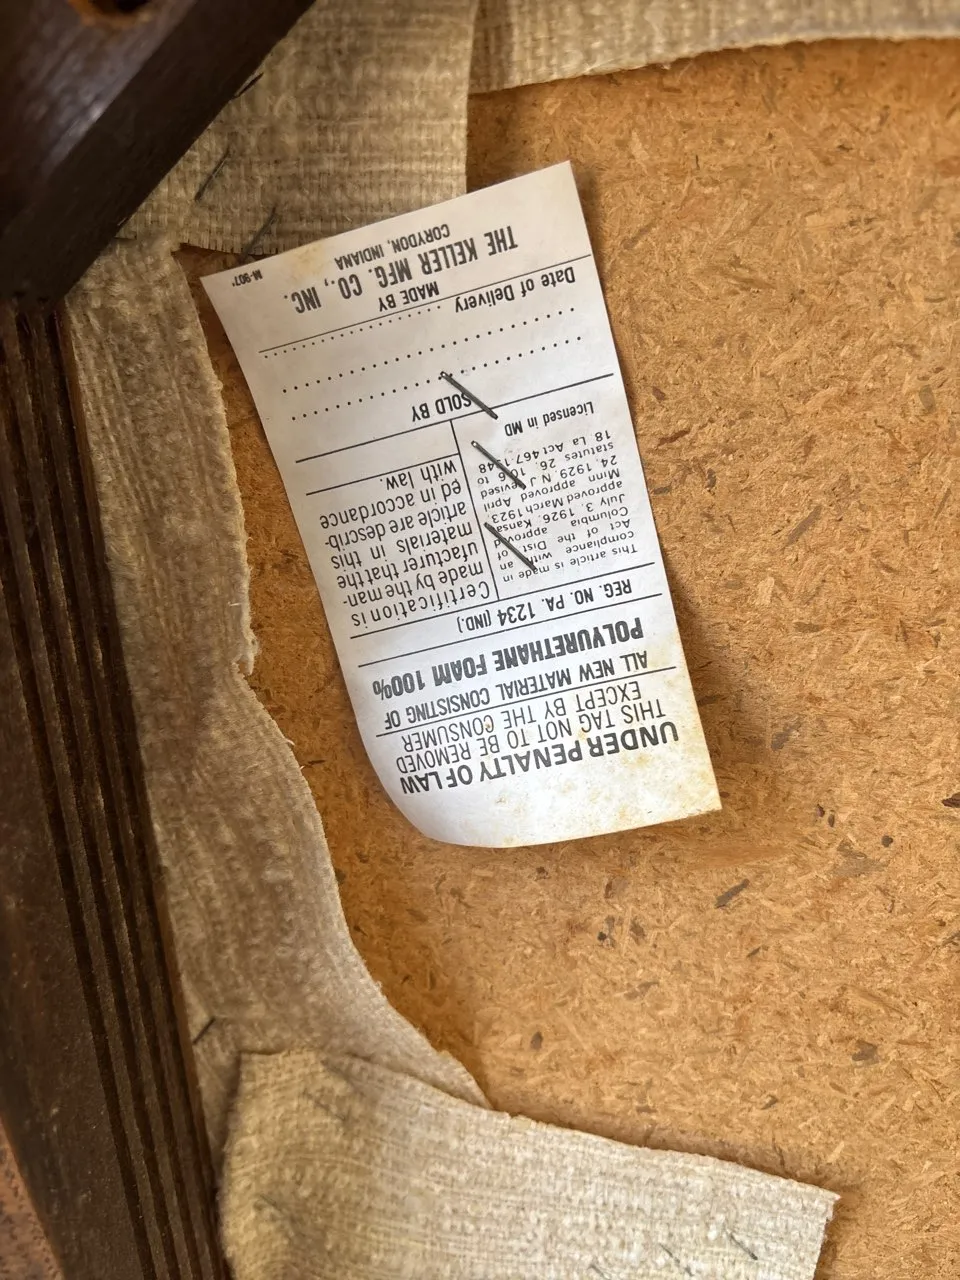 UNDER PENALTY OF LAW
THIS TAG NOT TO BE REMOVED
EXCEPT BY THE CONSUMER
ALL NEW MATERIAL CONSISTING OF
POLYURETHANE FOAM 100%
REG. NO. PA. 1234 (IND.)
This article is made in
compliance with an
Act of the Dist of
Columbia approved
July 3. 1926. Kansas
approved March 1923
Minn approved April
24. 1929. N J Revised
statutes 26. 10 6 to
18 La Act 467.1948
Licensed in MD
Certification is
made by the man-
ufacturer that the
materials in this
article are describ-
ed in accordance
with law.
SOLD BY
Date of Delivery
MADE BY
THE KELLER MFG. CO., INC.
CORYDON, INDIANA